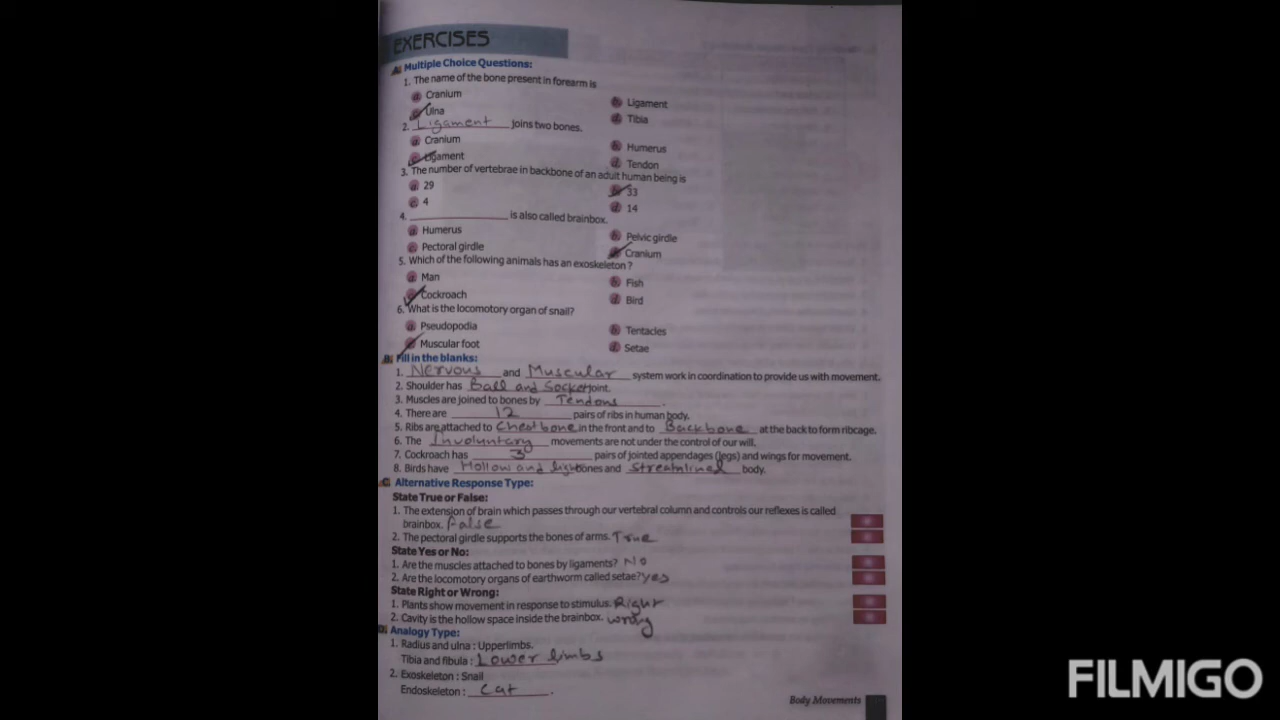 EXERCISES
A. Multiple Choice Questions:
1. The name of the bone present in forearm is
a Cranium
b Ligament
c Ulna
d Tibia
2. Ligament joins two bones.
a Cranium
b Humerus
c Ligament
d Tendon
3. The number of vertebrae in backbone of an adult human being is
a 29
b 33
c 4
d 14
4. ____________ is also called brainbox.
a Humerus
b Pelvic girdle
c Pectoral girdle
d Cranium
5. Which of the following animals has an exoskeleton?
a Man
b Fish
c Cockroach
d Bird
6. What is the locomotory organ of snail?
a Pseudopodia
b Tentacles
c Muscular foot
d Setae
B. Fill in the blanks:
1. Nervous and Muscular system work in coordination to provide us with movement.
2. Shoulder has Ball and Socket joint.
3. Muscles are joined to bones by Tendons.
4. There are 12 pairs of ribs in human body.
5. Ribs are attached to Chestbone in the front and to Backbone at the back to form ribcage.
6. The Involuntary movements are not under the control of our will.
7. Cockroach has 3 pairs of jointed appendages (legs) and wings for movement.
8. Birds have Hollow and light bones and streamlined body.
C. Alternative Response Type:
State True or False:
1. The extension of brain which passes through our vertebral column and controls our reflexes is called
brainbox. False
2. The pectoral girdle supports the bones of arms. True
State Yes or No:
1. Are the muscles attached to bones by ligaments? No
2. Are the locomotory organs of earthworm called setae? yes
State Right or Wrong:
1. Plants show movement in response to stimulus. Right
2. Cavity is the hollow space inside the brainbox. wrong
D. Analogy Type:
1. Radius and ulna : Upperlimbs.
Tibia and fibula : Lower limbs
2. Exoskeleton : Snail
Endoskeleton : Cat.
Body Movements
FILMIGO